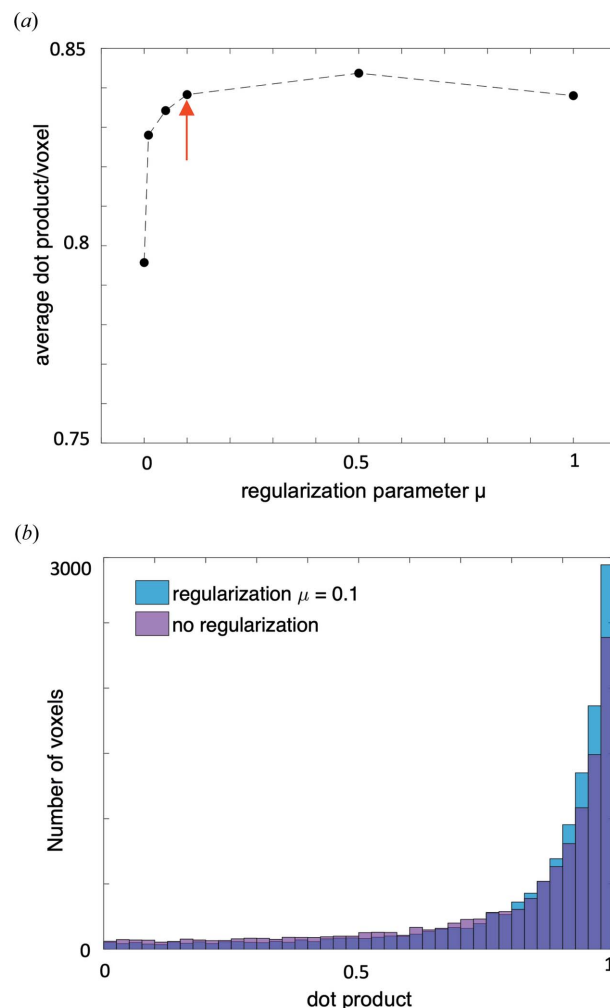 (a)
0.85
0.8
0.75
average dot product/voxel
0
0.5
1
regularization parameter μ
(b)
3000
0
Number of voxels
regularization μ = 0.1
no regularization
0
0.5
1
dot product